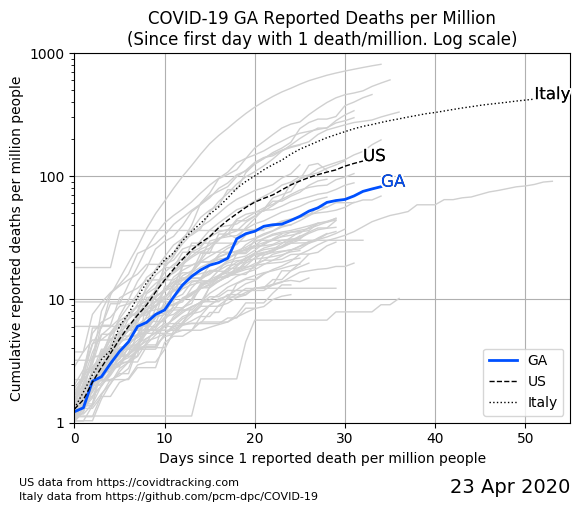 COVID-19 GA Reported Deaths per Million
(Since first day with 1 death/million. Log scale)
Cumulative reported deaths per million people
1000
100
10
1
Italy
US
GA
GA
US
Italy
0 10 20 30 40 50
Days since 1 reported death per million people
US data from https://covidtracking.com
Italy data from https://github.com/pcm-dpc/COVID-19
23 Apr 2020